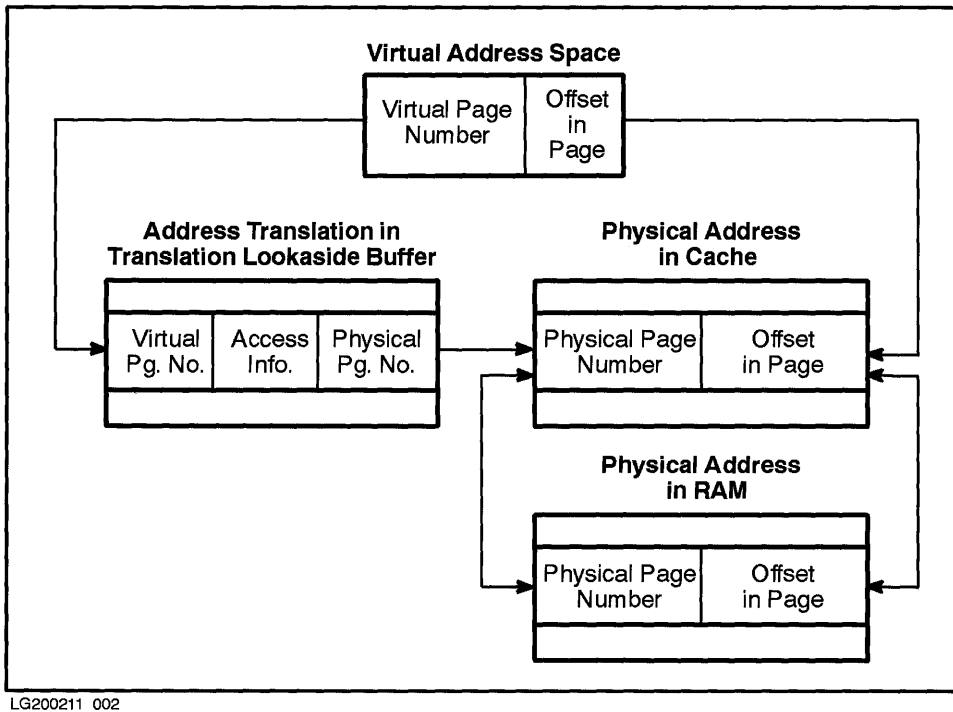 Virtual Address Space
Virtual Page
Number
Offset
in
Page
Address Translation in
Translation Lookaside Buffer
Virtual
Pg. No.
Access
Info.
Physical
Pg. No.
Physical Address
in Cache
Physical Page
Number
Offset
in Page
Physical Address
in RAM
Physical Page
Number
Offset
in Page
LG200211_002